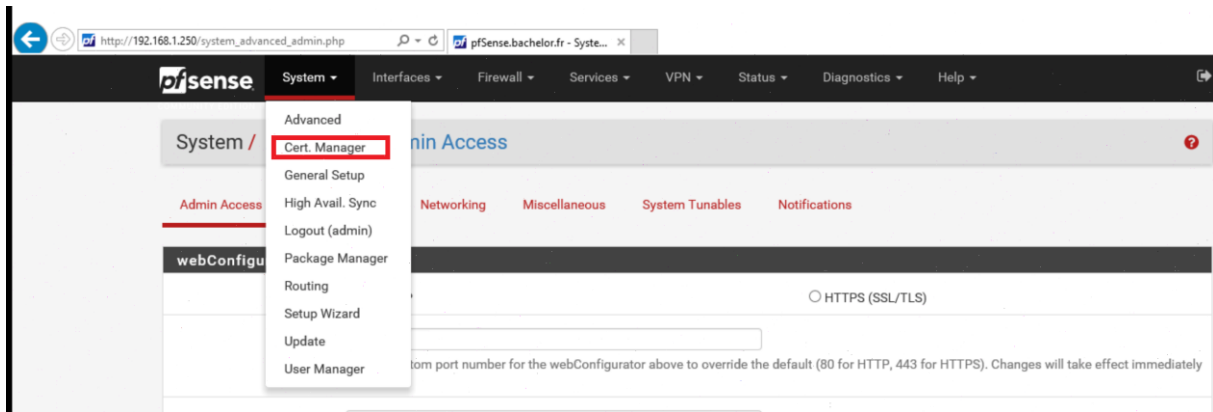 http://192.168.1.250/system_advanced_admin.php
pfSense.bachelor.fr - Syste...
pfsense
System Interfaces Firewall Services VPN Status Diagnostics Help
Advanced
System / min Access
Cert. Manager
General Setup
Admin Access High Avail. Sync Networking Miscellaneous System Tunables Notifications
Logout (admin)
webConfigu Package Manager
Routing
HTTPS (SSL/TLS)
Setup Wizard
Update
User Manager tom port number for the webConfigurator above to override the default (80 for HTTP, 443 for HTTPS). Changes will take effect immediately